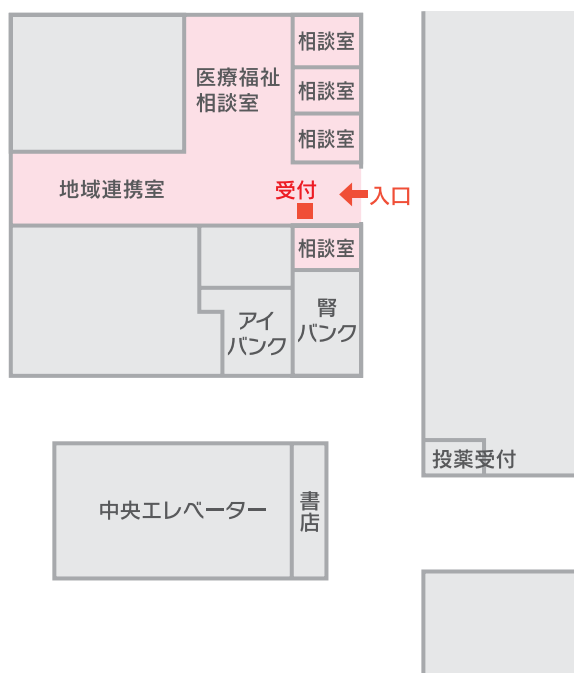 相談室
医療福祉
相談室
相談室
相談室
地域連携室
受付
入口
相談室
アイ
バンク
腎
バンク
投薬受付
中央エレベーター
書店